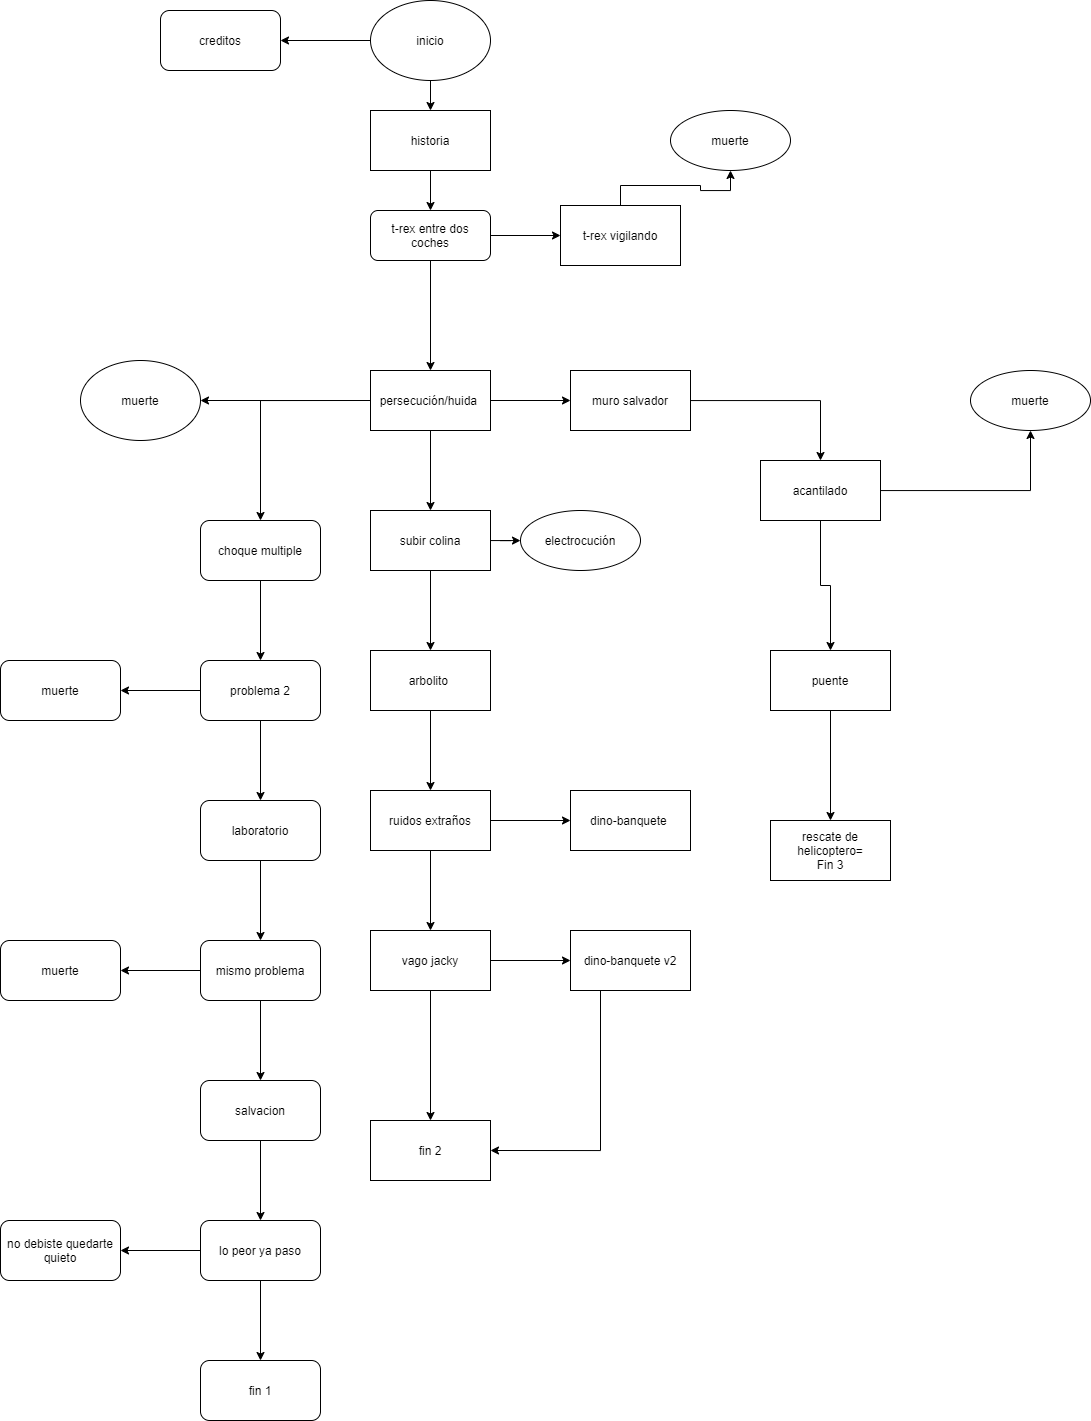 creditos
inicio
historia
muerte
t-rex entre dos
coches
t-rex vigilando
muerte
persecución/huida
muro salvador
muerte
acantilado
choque multiple
subir colina
electrocución
muerte
problema 2
arbolito
puente
laboratorio
ruidos extraños
dino-banquete
rescate de
helicoptero=
Fin 3
muerte
mismo problema
vago jacky
dino-banquete v2
salvacion
fin 2
no debiste quedarte
quieto
lo peor ya paso
fin 1